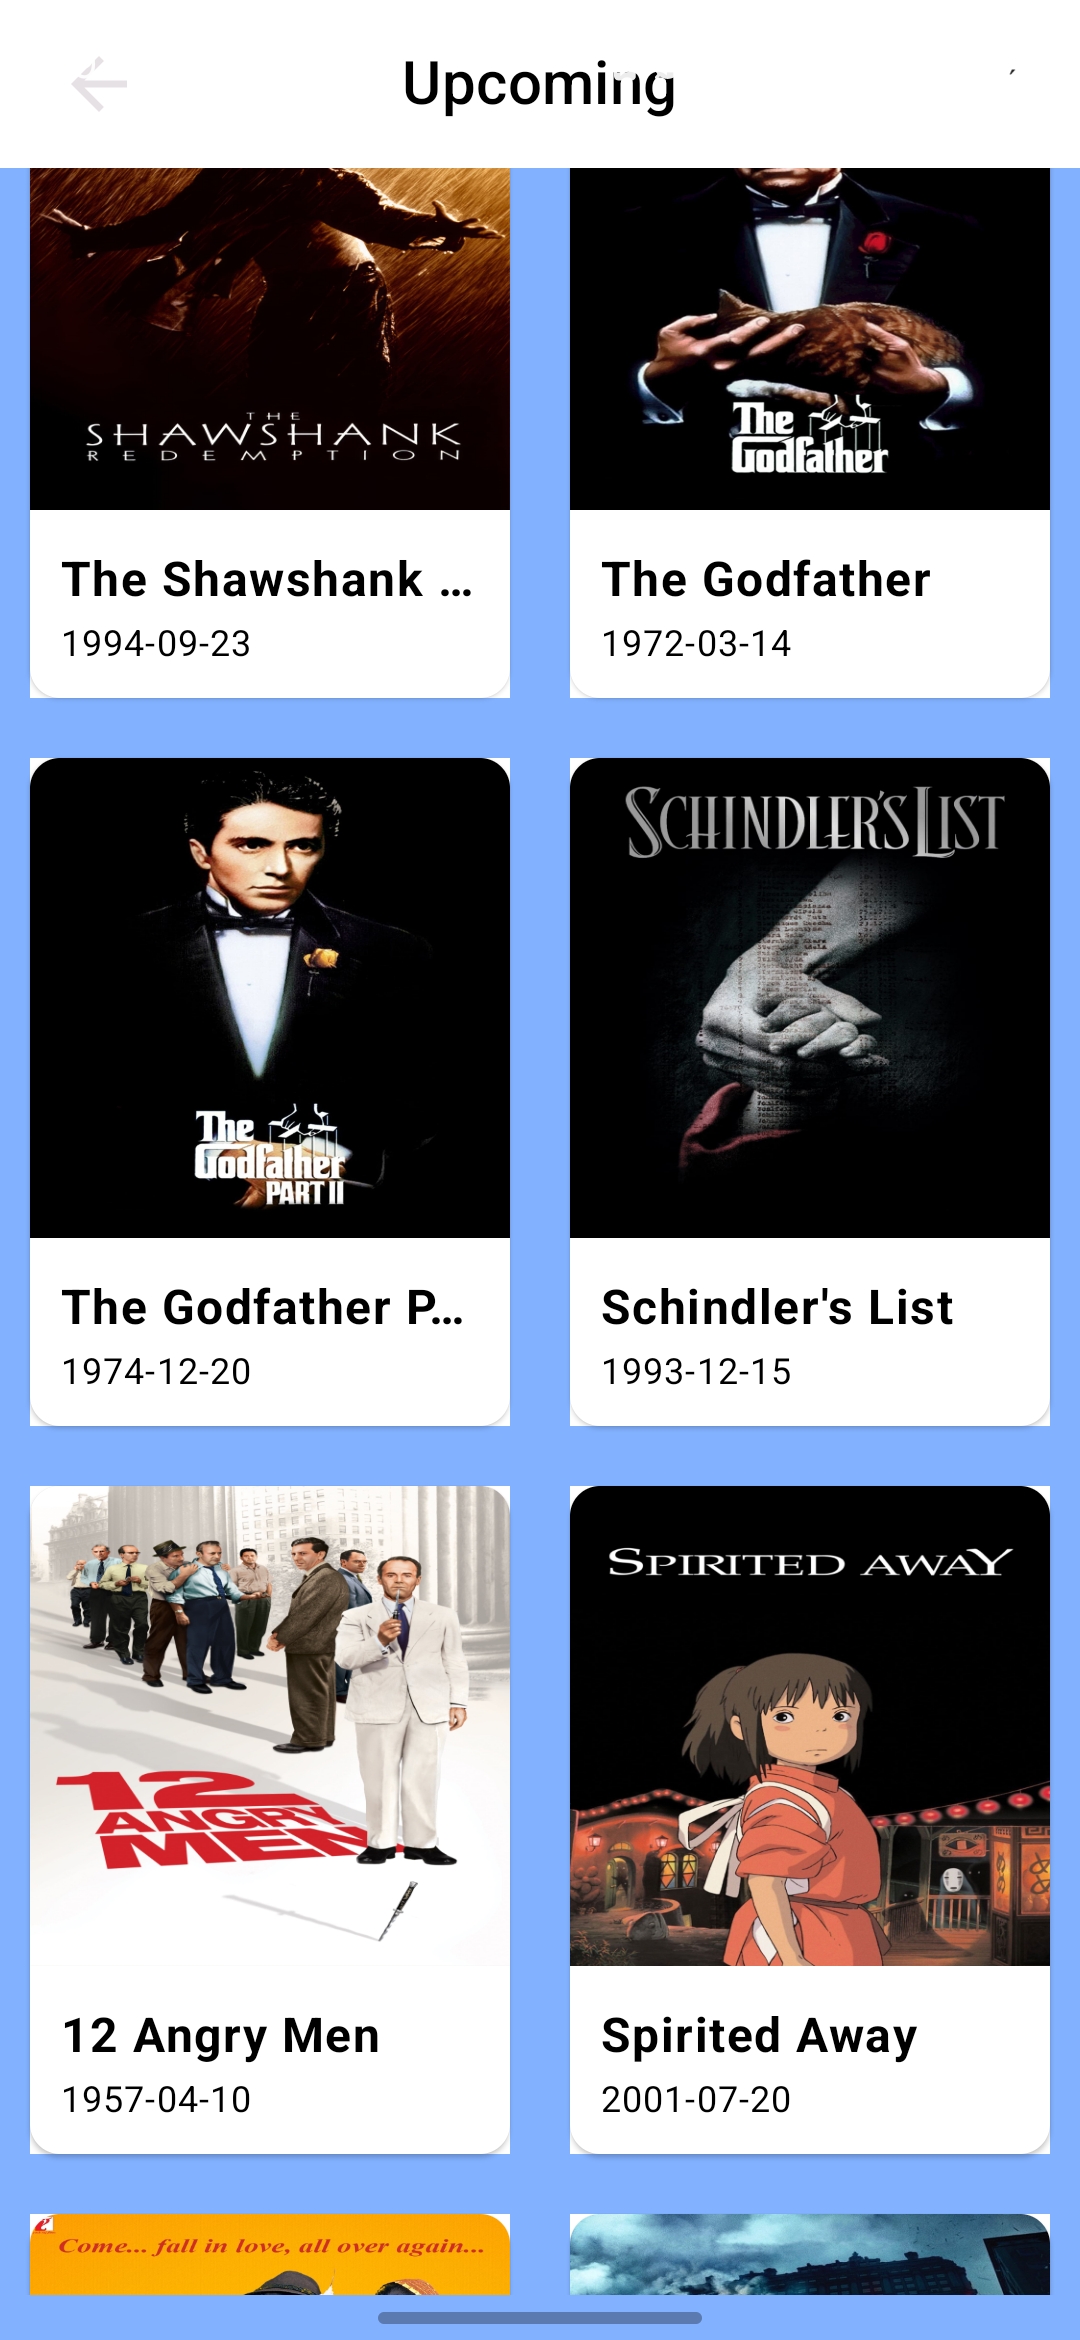 Upcoming
THE
SHAWSHANK
REDEMPTION
The
Godfather
The Shawshank ...
1994-09-23
The Godfather
1972-03-14
SCHINDLER'S LIST
The
Godfather
PART II
The Godfather P...
1974-12-20
Schindler's List
1993-12-15
12
ANGRY
MEN
SPIRITED AWAY
12 Angry Men
1957-04-10
Spirited Away
2001-07-20
Come... fall in love, all over again...